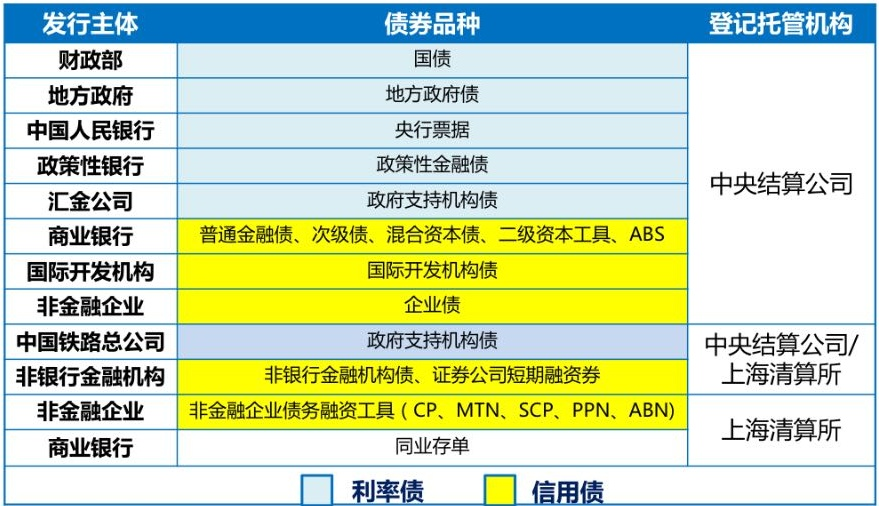 发行主体 债券品种 登记托管机构
财政部 国债
地方政府 地方政府债
中国人民银行 央行票据
政策性银行 政策性金融债
中央结算公司
汇金公司 政府支持机构债
商业银行 普通金融债、次级债、混合资本债、二级资本工具、ABS
国际开发机构 国际开发机构债
非金融企业 企业债
中国铁路总公司 政府支持机构债
中央结算公司/
上海清算所
非银行金融机构 非银行金融机构债、证券公司短期融资券
非金融企业 非金融企业债务融资工具（CP、MTN、SCP、PPN、ABN)
上海清算所
商业银行 同业存单
利率债 信用债